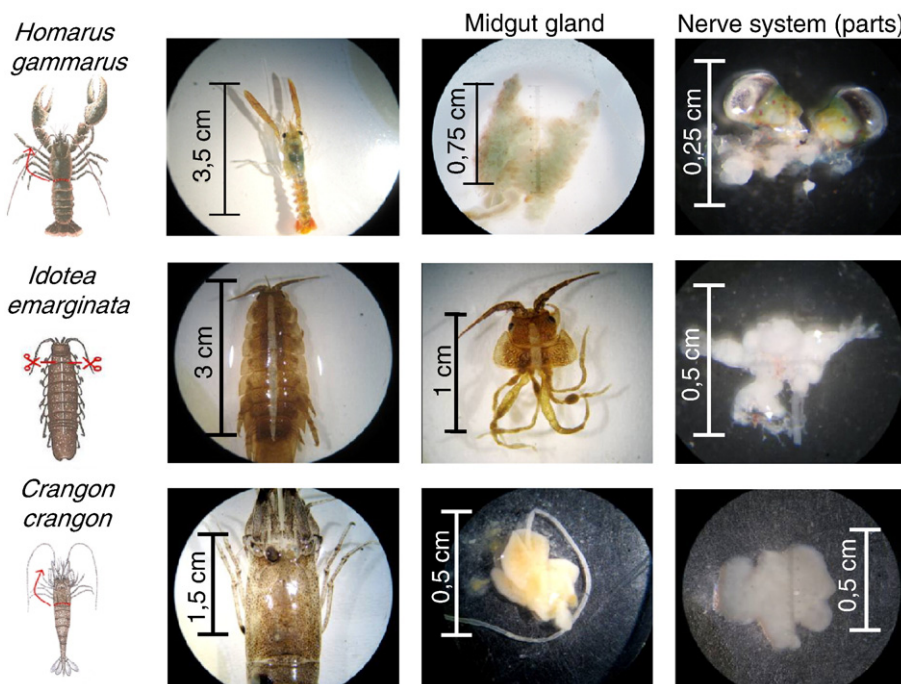 Midgut gland
Nerve system (parts)
Homarus
gammarus
3,5 cm
0,75 cm
0,25 cm
Idotea
emarginata
3 cm
1 cm
0,5 cm
Crangon
crangon
1,5 cm
0,5 cm
0,5 cm